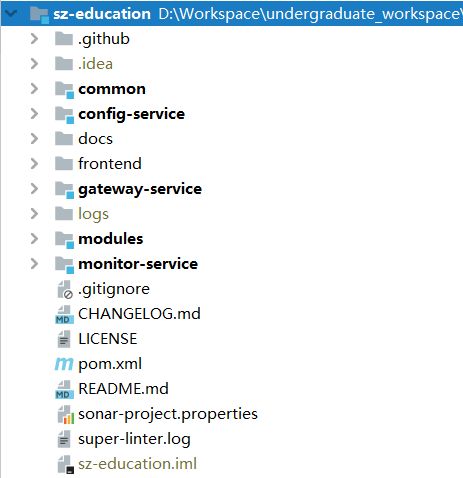 sz-education D:\Workspace\undergraduate_workspace\
.github
.idea
common
config-service
docs
frontend
gateway-service
logs
modules
monitor-service
.gitignore
CHANGELOG.md
LICENSE
pom.xml
README.md
sonar-project.properties
super-linter.log
sz-education.iml